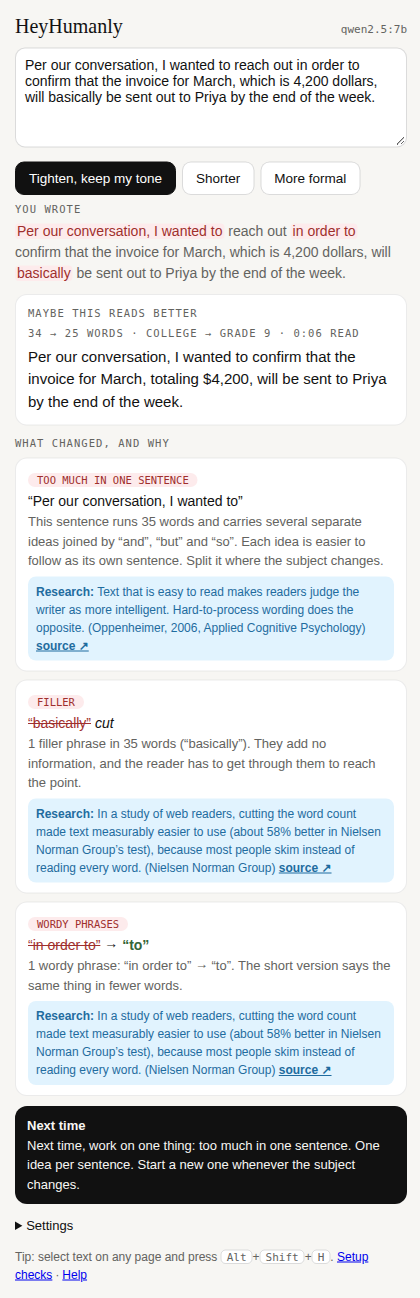 HeyHumanly
qwen2.5:7b
Per our conversation, I wanted to reach out in order to
confirm that the invoice for March, which is 4,200 dollars,
will basically be sent out to Priya by the end of the week.
Tighten, keep my tone
Shorter
More formal
YOU WROTE
Per our conversation, I wanted to reach out in order to
confirm that the invoice for March, which is 4,200 dollars, will
basically be sent out to Priya by the end of the week.
MAYBE THIS READS BETTER
34 → 25 WORDS · COLLEGE → GRADE 9 · 0:06 READ
Per our conversation, I wanted to confirm that the
invoice for March, totaling $4,200, will be sent to Priya
by the end of the week.
WHAT CHANGED, AND WHY
TOO MUCH IN ONE SENTENCE
“Per our conversation, I wanted to”
This sentence runs 35 words and carries several separate
ideas joined by “and”, “but” and “so”. Each idea is easier to
follow as its own sentence. Split it where the subject changes.
Research: Text that is easy to read makes readers judge the
writer as more intelligent. Hard-to-process wording does the
opposite. (Oppenheimer, 2006, Applied Cognitive Psychology)
source ↗
FILLER
“basically” cut
1 filler phrase in 35 words (“basically”). They add no
information, and the reader has to get through them to reach
the point.
Research: In a study of web readers, cutting the word count
made text measurably easier to use (about 58% better in Nielsen
Norman Group’s test), because most people skim instead of
reading every word. (Nielsen Norman Group) source ↗
WORDY PHRASES
“in order to” → “to”
1 wordy phrase: “in order to” → “to”. The short version says the
same thing in fewer words.
Research: In a study of web readers, cutting the word count
made text measurably easier to use (about 58% better in Nielsen
Norman Group’s test), because most people skim instead of
reading every word. (Nielsen Norman Group) source ↗
Next time
Next time, work on one thing: too much in one sentence. One
idea per sentence. Start a new one whenever the subject
changes.
Settings
Tip: select text on any page and press Alt+Shift+H. Setup
checks · Help